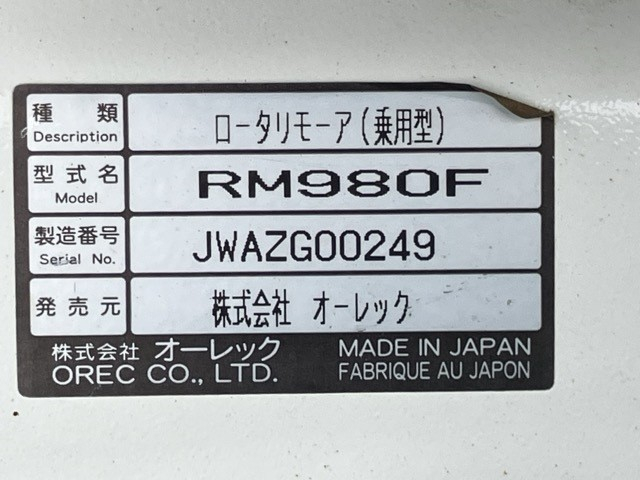 種類 ロータリモーア(乗用型)
Description
型式名 RM980F
Model
製造番号 JWAZG00249
Serial No.
発売元 株式会社 オーレック
株式会社 オーレック MADE IN JAPAN
OREC CO., LTD. FABRIQUE AU JAPON